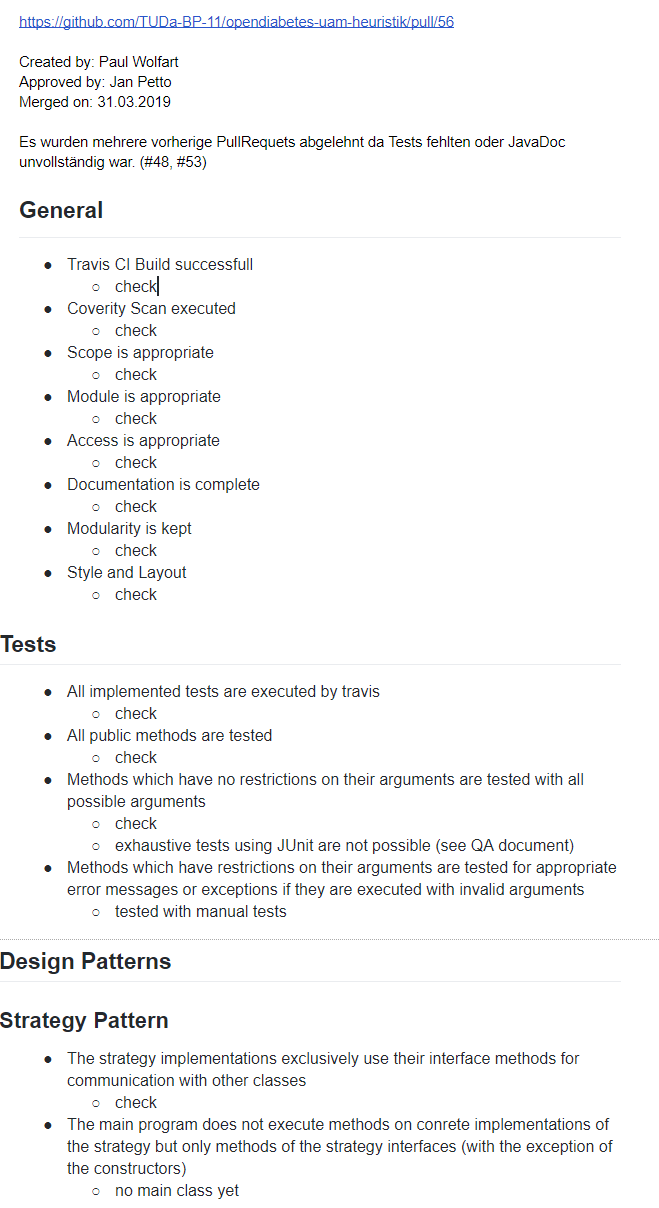 https://github.com/TUDa-BP-11/opendiabetes-uam-heuristik/pull/56
Created by: Paul Wolfart
Approved by: Jan Petto
Merged on: 31.03.2019
Es wurden mehrere vorherige PullRequets abgelehnt da Tests fehlten oder JavaDoc
unvollständig war. (#48, #53)
General
● Travis CI Build successfull
○ check
● Coverity Scan executed
○ check
● Scope is appropriate
○ check
● Module is appropriate
○ check
● Access is appropriate
○ check
● Documentation is complete
○ check
● Modularity is kept
○ check
● Style and Layout
○ check
Tests
● All implemented tests are executed by travis
○ check
● All public methods are tested
○ check
● Methods which have no restrictions on their arguments are tested with all
possible arguments
○ check
○ exhaustive tests using JUnit are not possible (see QA document)
● Methods which have restrictions on their arguments are tested for appropriate
error messages or exceptions if they are executed with invalid arguments
○ tested with manual tests
Design Patterns
Strategy Pattern
● The strategy implementations exclusively use their interface methods for
communication with other classes
○ check
● The main program does not execute methods on conrete implementations of
the strategy but only methods of the strategy interfaces (with the exception of
the constructors)
○ no main class yet